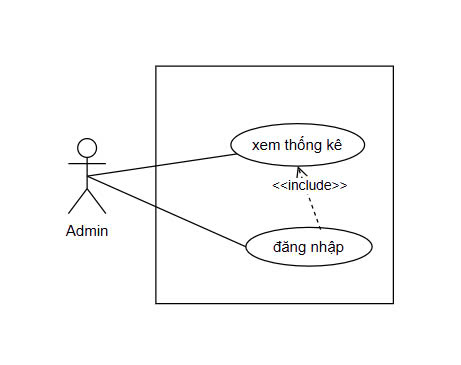 xem thống kê
<<include>>
Admin
đăng nhập